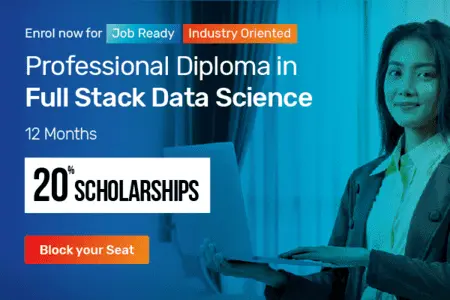 Enrol now for Job Ready Industry Oriented
Professional Diploma in
Full Stack Data Science
12 Months
20% SCHOLARSHIPS
Block your Seat